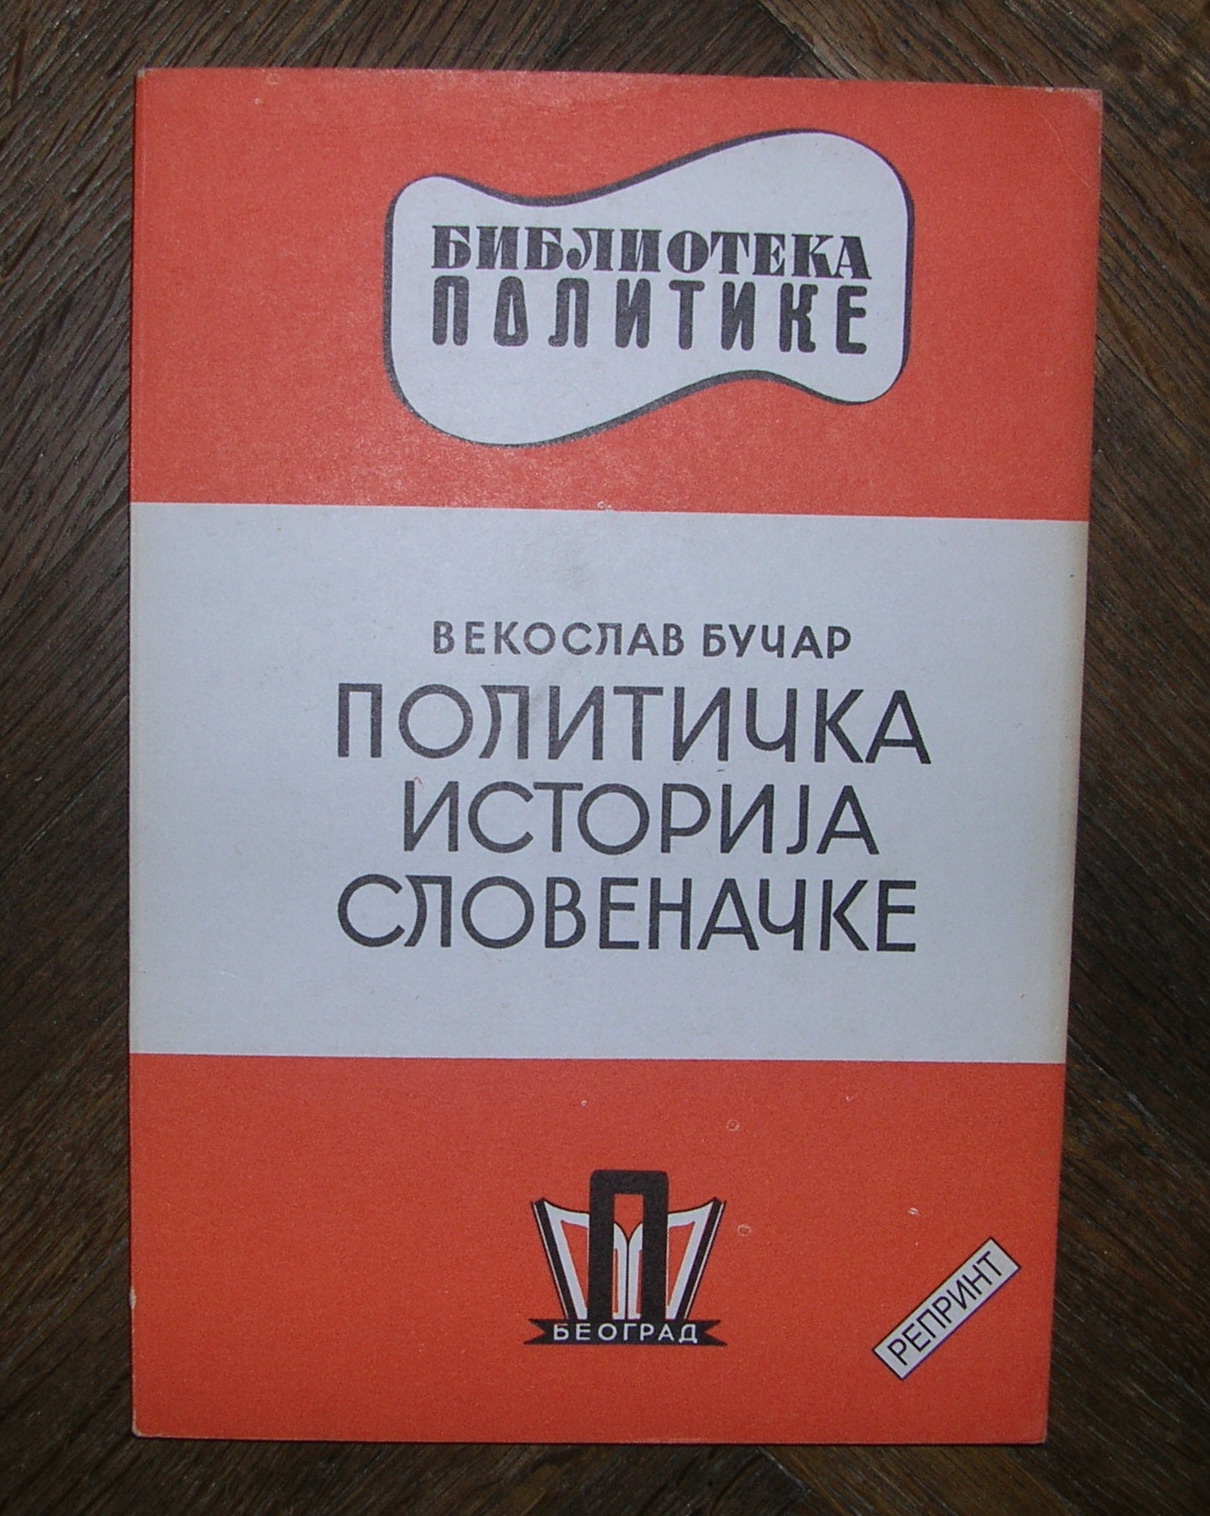 БИБЛИОТЕКА
ПОЛИТИКЕ
ВЕКОСЛАВ БУЧАР
ПОЛИТИЧКА
ИСТОРИЈА
СЛОВЕНАЧКЕ
П
БЕОГРАД
РЕПРИНТ